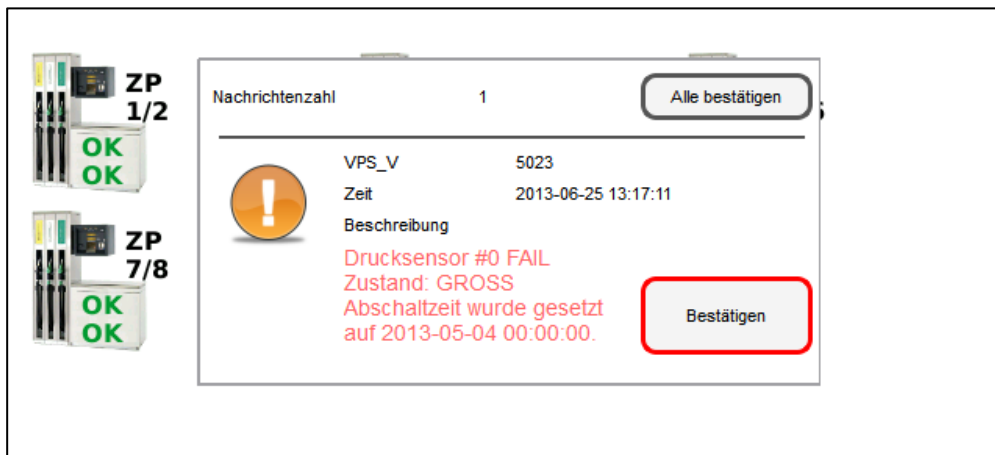 ZP
1/2
OK
OK
ZP
7/8
OK
OK
Nachrichtenzahl 1
Alle bestätigen
VPS_V 5023
Zeit 2013-06-25 13:17:11
Beschreibung
Drucksensor #0 FAIL
Zustand: GROSS
Abschaltzeit wurde gesetzt
auf 2013-05-04 00:00:00.
Bestätigen